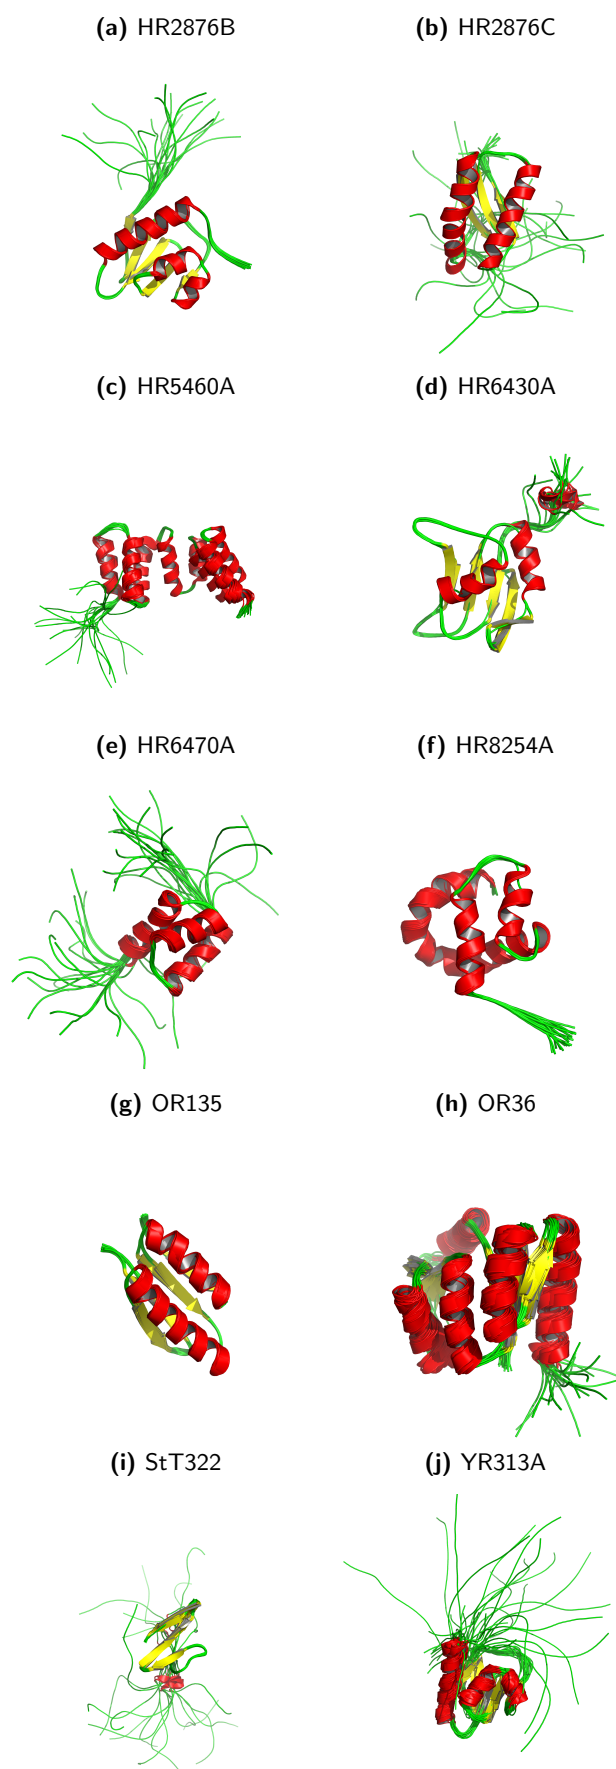 (a) HR2876B
(b) HR2876C
(c) HR5460A
(d) HR6430A
(e) HR6470A
(f) HR8254A
(g) OR135
(h) OR36
(i) StT322
(j) YR313A